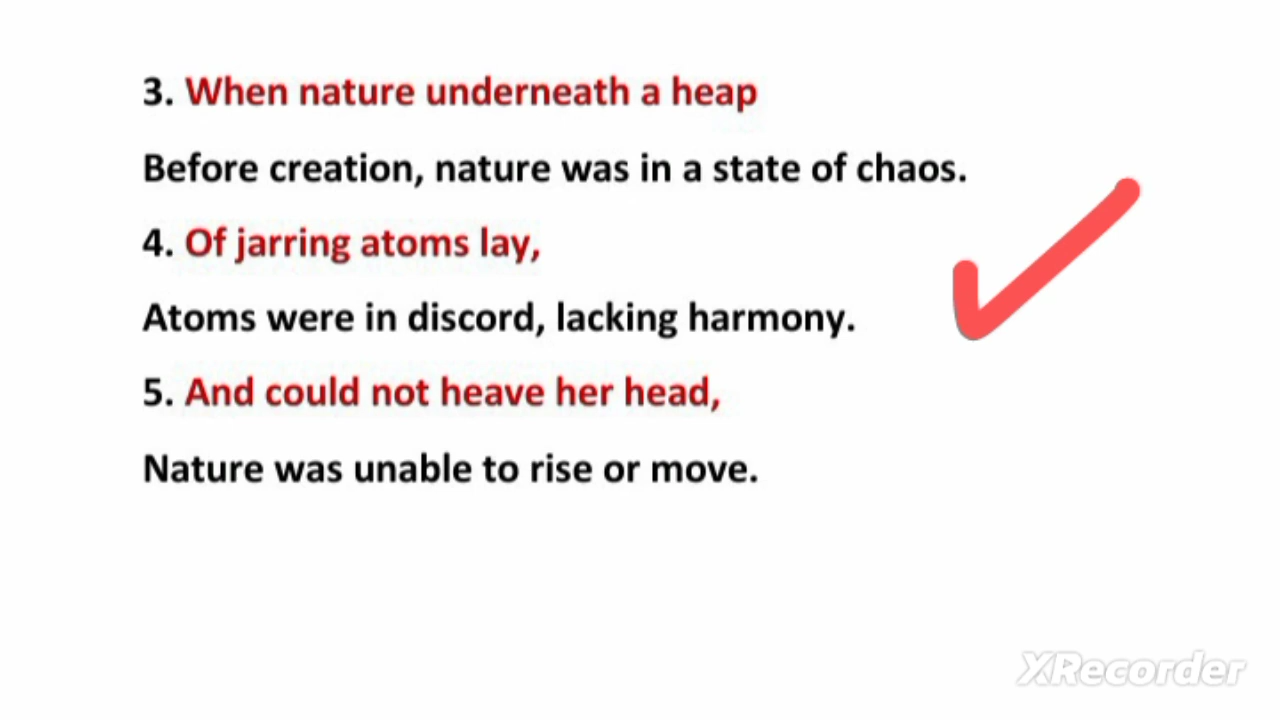 3. When nature underneath a heap
Before creation, nature was in a state of chaos.
4. Of jarring atoms lay,
Atoms were in discord, lacking harmony.
5. And could not heave her head,
Nature was unable to rise or move.
XRecorder